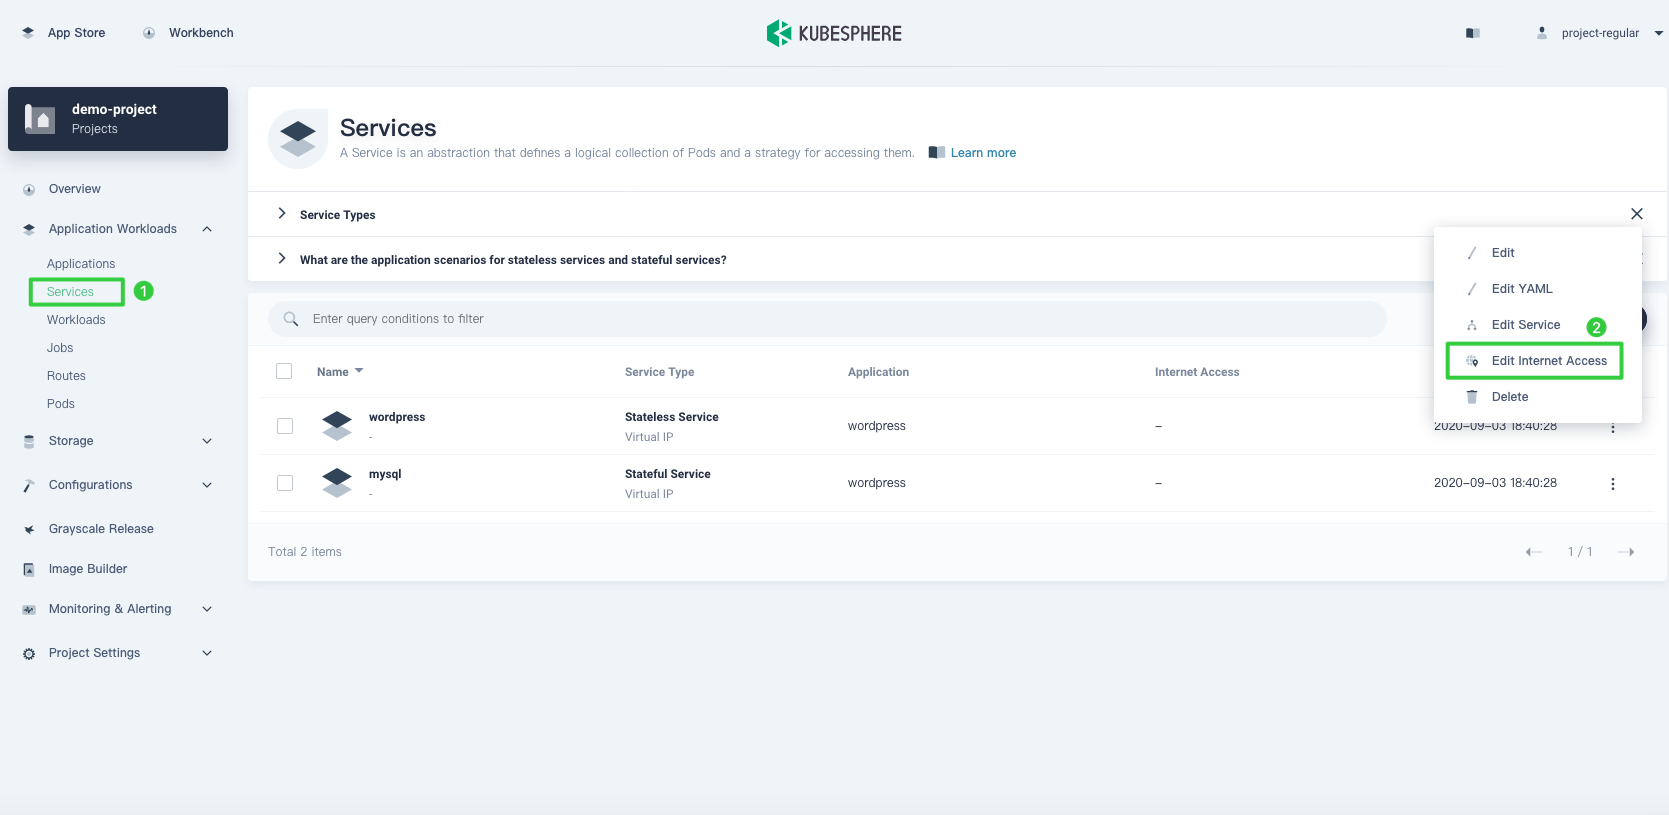 App Store
Workbench
KUBESPHERE
project-regular
demo-project
Projects
Overview
Application Workloads
Applications
Services
1
Workloads
Jobs
Routes
Pods
Storage
Configurations
Grayscale Release
Image Builder
Monitoring & Alerting
Project Settings
Services
A Service is an abstraction that defines a logical collection of Pods and a strategy for accessing them.
Learn more
Service Types
What are the application scenarios for stateless services and stateful services?
Edit
Edit YAML
Edit Service
2
Edit Internet Access
Delete
Enter query conditions to filter
Name
Service Type
Application
Internet Access
wordpress
-
Stateless Service
Virtual IP
wordpress
–
2020-09-03 18:40:28
mysql
-
Stateful Service
Virtual IP
wordpress
–
2020-09-03 18:40:28
Total 2 items
1 / 1